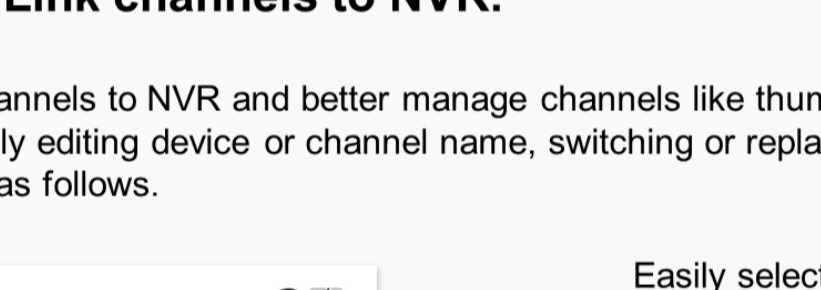 Link channels to NVR.
annels to NVR and better manage channels like thum
ly editing device or channel name, switching or repla
as follows.
Easily select